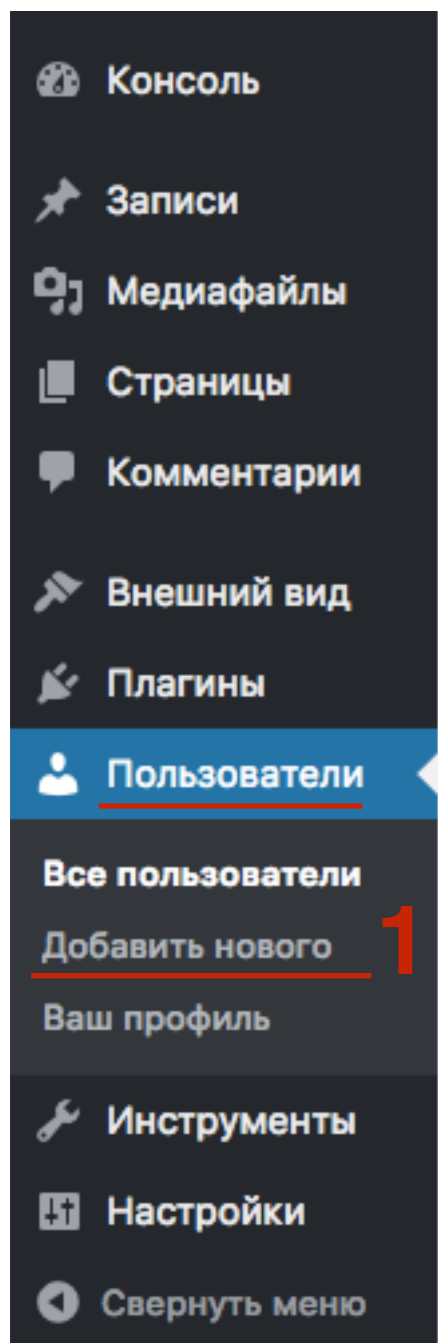 Консоль
Записи
Медиафайлы
Страницы
Комментарии
Внешний вид
Плагины
Пользователи
Все пользователи
Добавить нового 1
Ваш профиль
Инструменты
Настройки
Свернуть меню